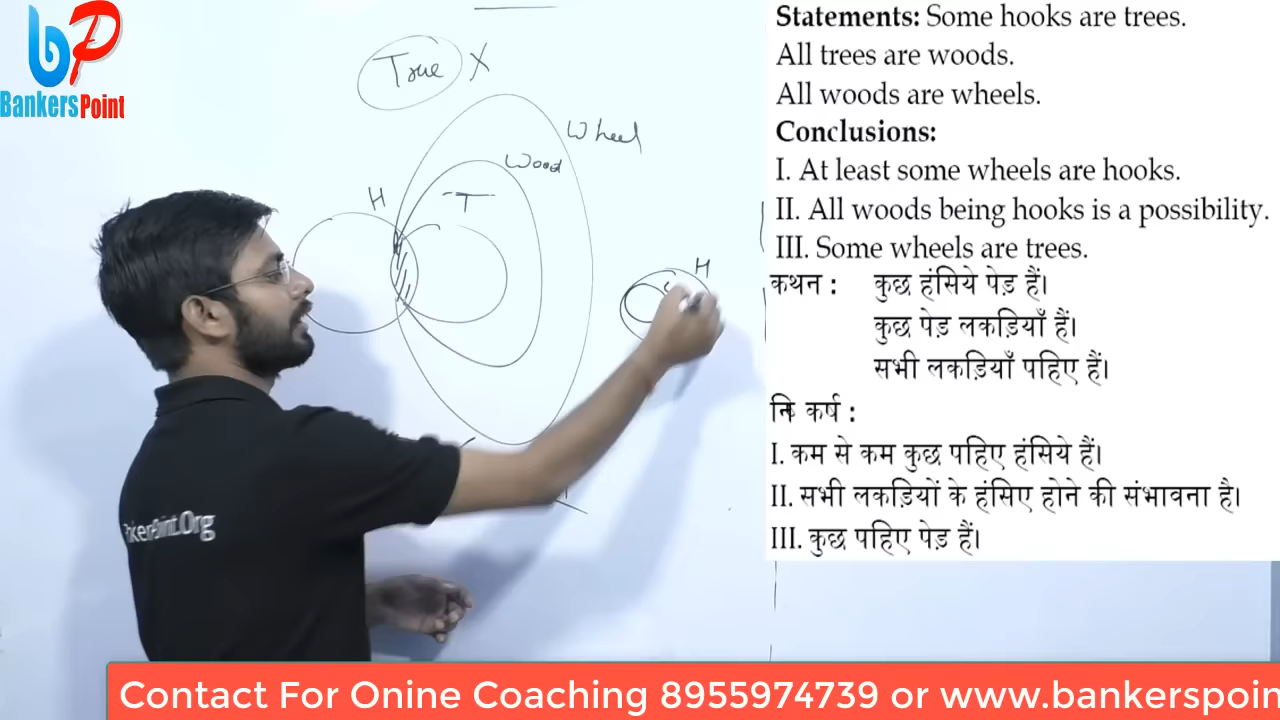 bp
BankersPoint
True X
Wheel
Wood
H
T
H
BankerPoint.Org
Statements: Some hooks are trees.
All trees are woods.
All woods are wheels.
Conclusions:
I. At least some wheels are hooks.
II. All woods being hooks is a possibility.
III. Some wheels are trees.
कथन : कुछ हंसिये पेड़ हैं।
कुछ पेड़ लकड़ियाँ हैं।
सभी लकड़ियाँ पहिए हैं।
निष्कर्ष :
I. कम से कम कुछ पहिए हंसिये हैं।
II. सभी लकड़ियों के हंसिए होने की संभावना है।
III. कुछ पहिए पेड़ हैं।
Contact For Onine Coaching 8955974739 or www.bankerspoin